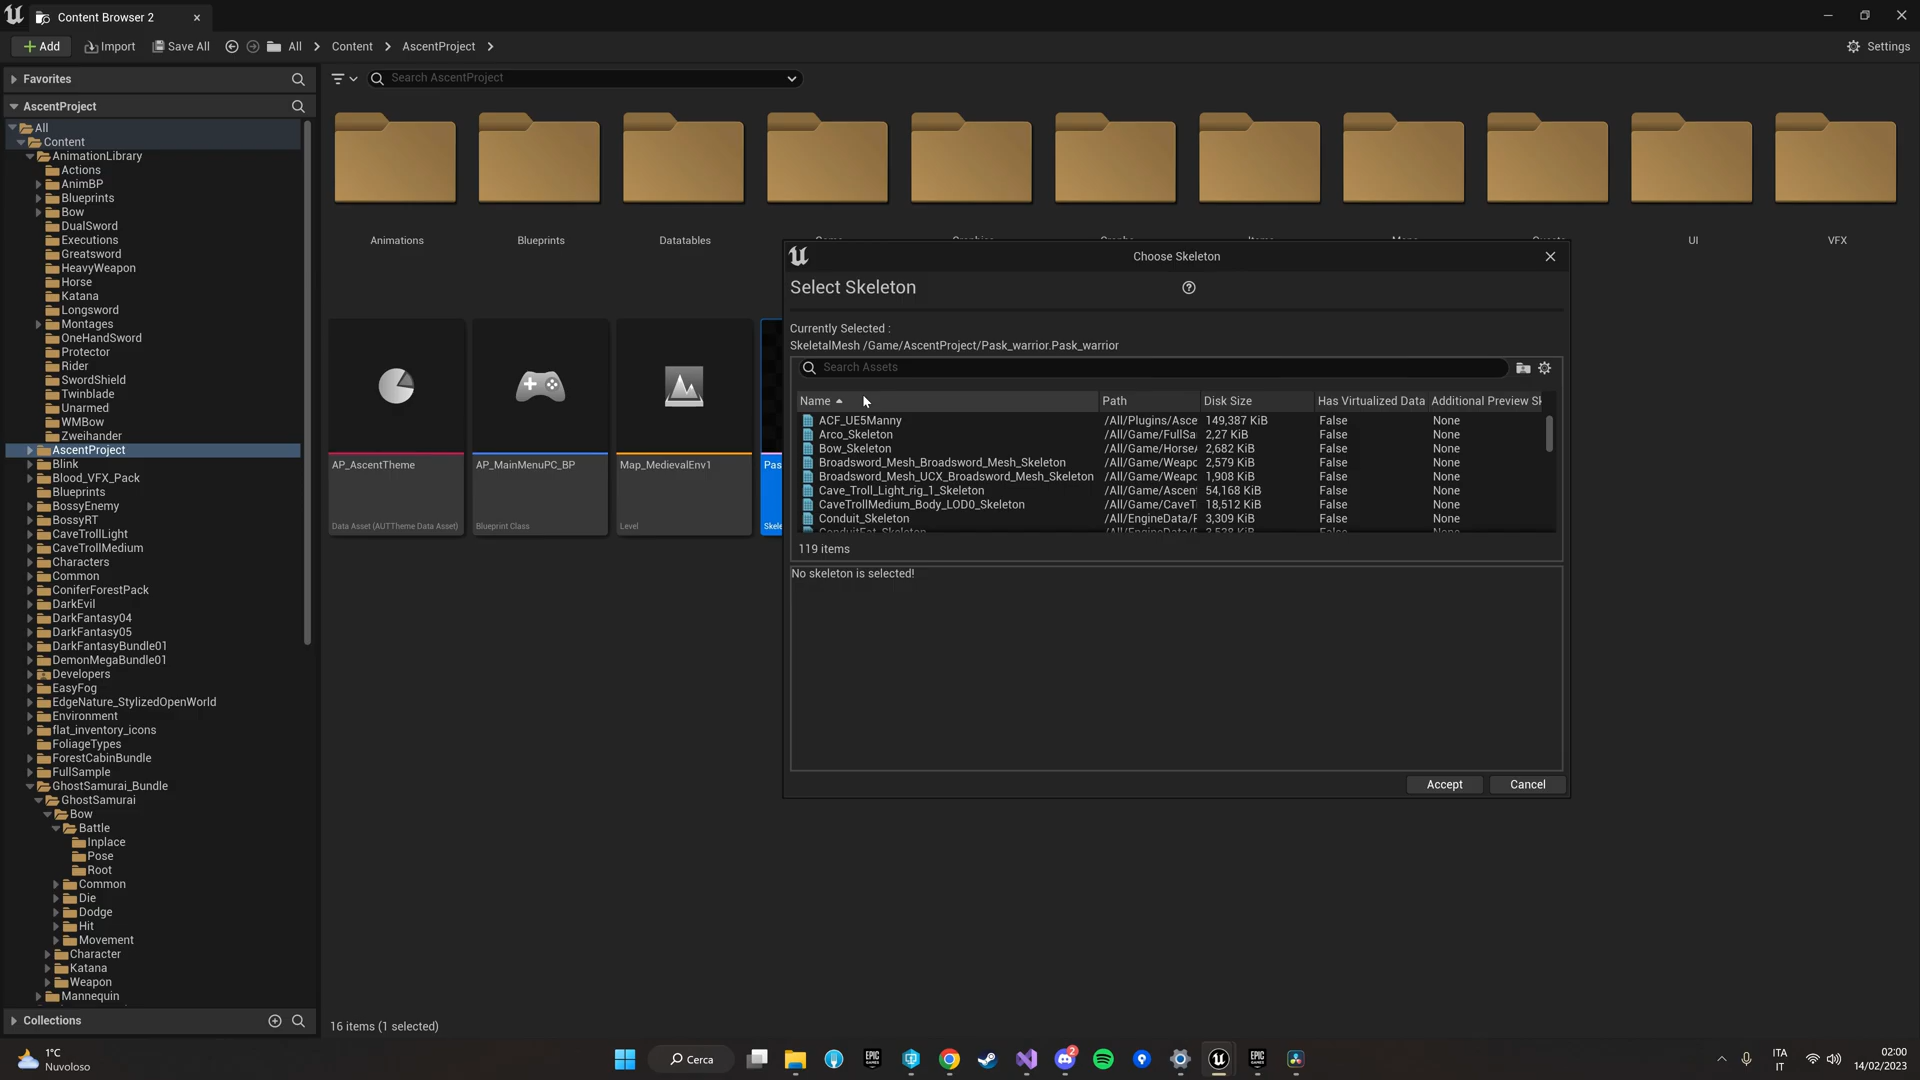 Content Browser 2
Add
Import
Save All
All
Content
AscentProject
Settings
Favorites
Search AscentProject
AscentProject
All
Content
AnimationLibrary
Actions
AnimBP
Blueprints
Bow
DualSword
Executions
Greatsword
HeavyWeapon
Horse
Katana
Longsword
Montages
OneHandSword
Protector
Rider
SwordShield
Twinblade
Unarmed
WMBow
Zweihander
AscentProject
Blink
Blood_VFX_Pack
Blueprints
BossyEnemy
BossyRT
CaveTrollLight
CaveTrollMedium
Characters
Common
ConiferForestPack
DarkEvil
DarkFantasy04
DarkFantasy05
DarkFantasyBundle01
DemonMegaBundle01
Developers
EasyFog
EdgeNature_StylizedOpenWorld
Environment
flat_inventory_icons
FoliageTypes
ForestCabinBundle
FullSample
GhostSamurai_Bundle
GhostSamurai
Bow
Battle
Inplace
Pose
Root
Common
Die
Dodge
Hit
Movement
Character
Katana
Weapon
Mannequin
Collections
Animations
Blueprints
Datatables
UI
VFX
AP_AscentTheme
Data Asset (AUTTheme Data Asset)
AP_MainMenuPC_BP
Blueprint Class
Map_MedievalEnv1
Level
Pas
Skele
Choose Skeleton
Select Skeleton
Currently Selected :
SkeletalMesh /Game/AscentProject/Pask_warrior.Pask_warrior
Search Assets
Name Path Disk Size Has Virtualized Data Additional Preview Sk
ACF_UE5Manny /All/Plugins/Asce 149,387 KiB False None
Arco_Skeleton /All/Game/FullSa 2,27 KiB False None
Bow_Skeleton /All/Game/HorseA 2,682 KiB False None
Broadsword_Mesh_Broadsword_Mesh_Skeleton /All/Game/Weapc 2,579 KiB False None
Broadsword_Mesh_UCX_Broadsword_Mesh_Skeleton /All/Game/Weapc 1,908 KiB False None
Cave_Troll_Light_rig_1_Skeleton /All/Game/Ascent 54,168 KiB False None
CaveTrollMedium_Body_LOD0_Skeleton /All/Game/CaveT 18,512 KiB False None
Conduit_Skeleton /All/EngineData/F 3,309 KiB False None
119 items
No skeleton is selected!
Accept
Cancel
16 items (1 selected)
1°C
Nuvoloso
Cerca
EPIC GAMES
2
EPIC GAMES
ITA
IT
02:00
14/02/2023